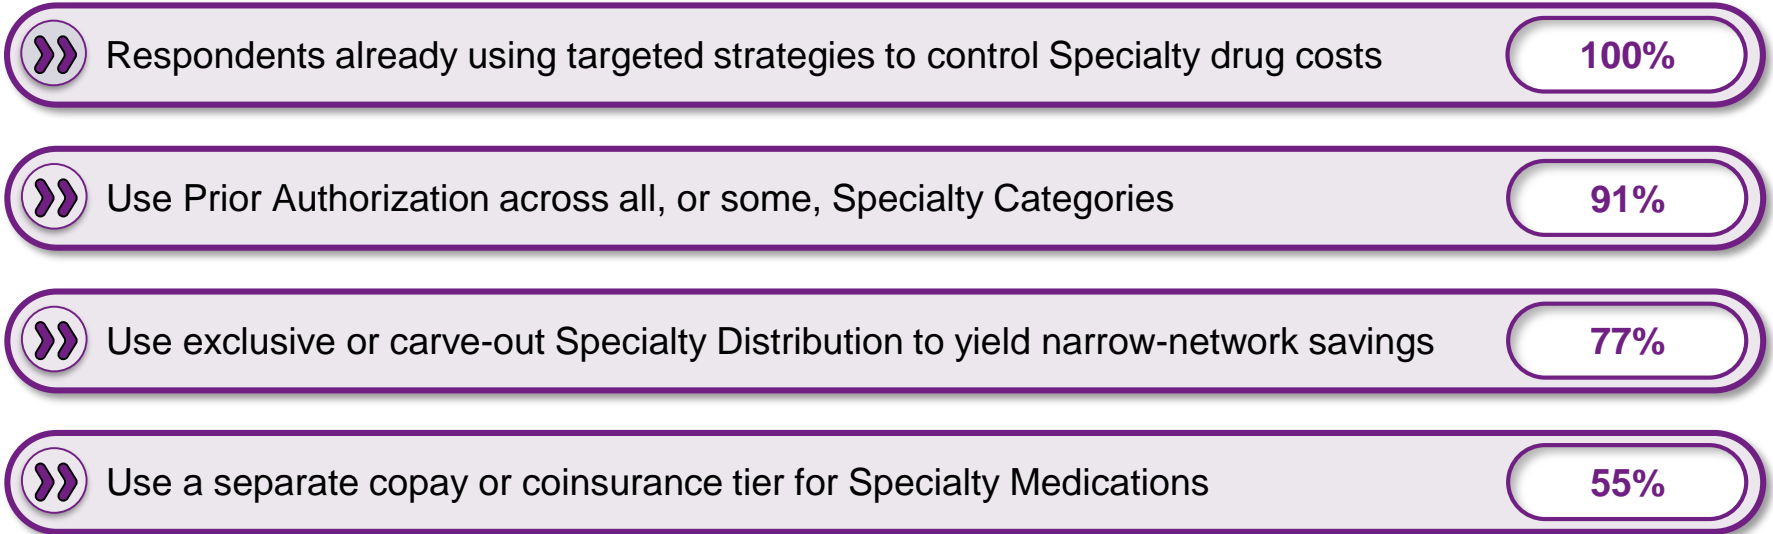 Respondents already using targeted strategies to control Specialty drug costs 100%
Use Prior Authorization across all, or some, Specialty Categories 91%
Use exclusive or carve-out Specialty Distribution to yield narrow-network savings 77%
Use a separate copay or coinsurance tier for Specialty Medications 55%